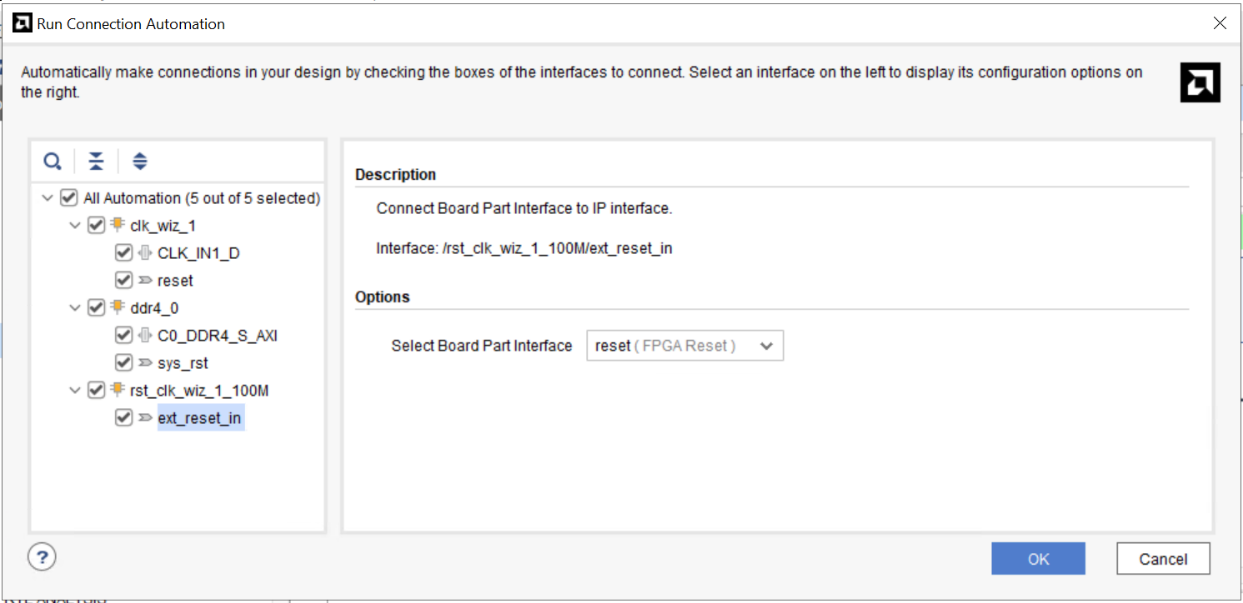 Run Connection Automation
Automatically make connections in your design by checking the boxes of the interfaces to connect. Select an interface on the left to display its configuration options on
the right.
All Automation (5 out of 5 selected)
clk_wiz_1
CLK_IN1_D
reset
ddr4_0
C0_DDR4_S_AXI
sys_rst
rst_clk_wiz_1_100M
ext_reset_in
Description
Connect Board Part Interface to IP interface.
Interface: /rst_clk_wiz_1_100M/ext_reset_in
Options
Select Board Part Interface reset ( FPGA Reset )
?
OK Cancel